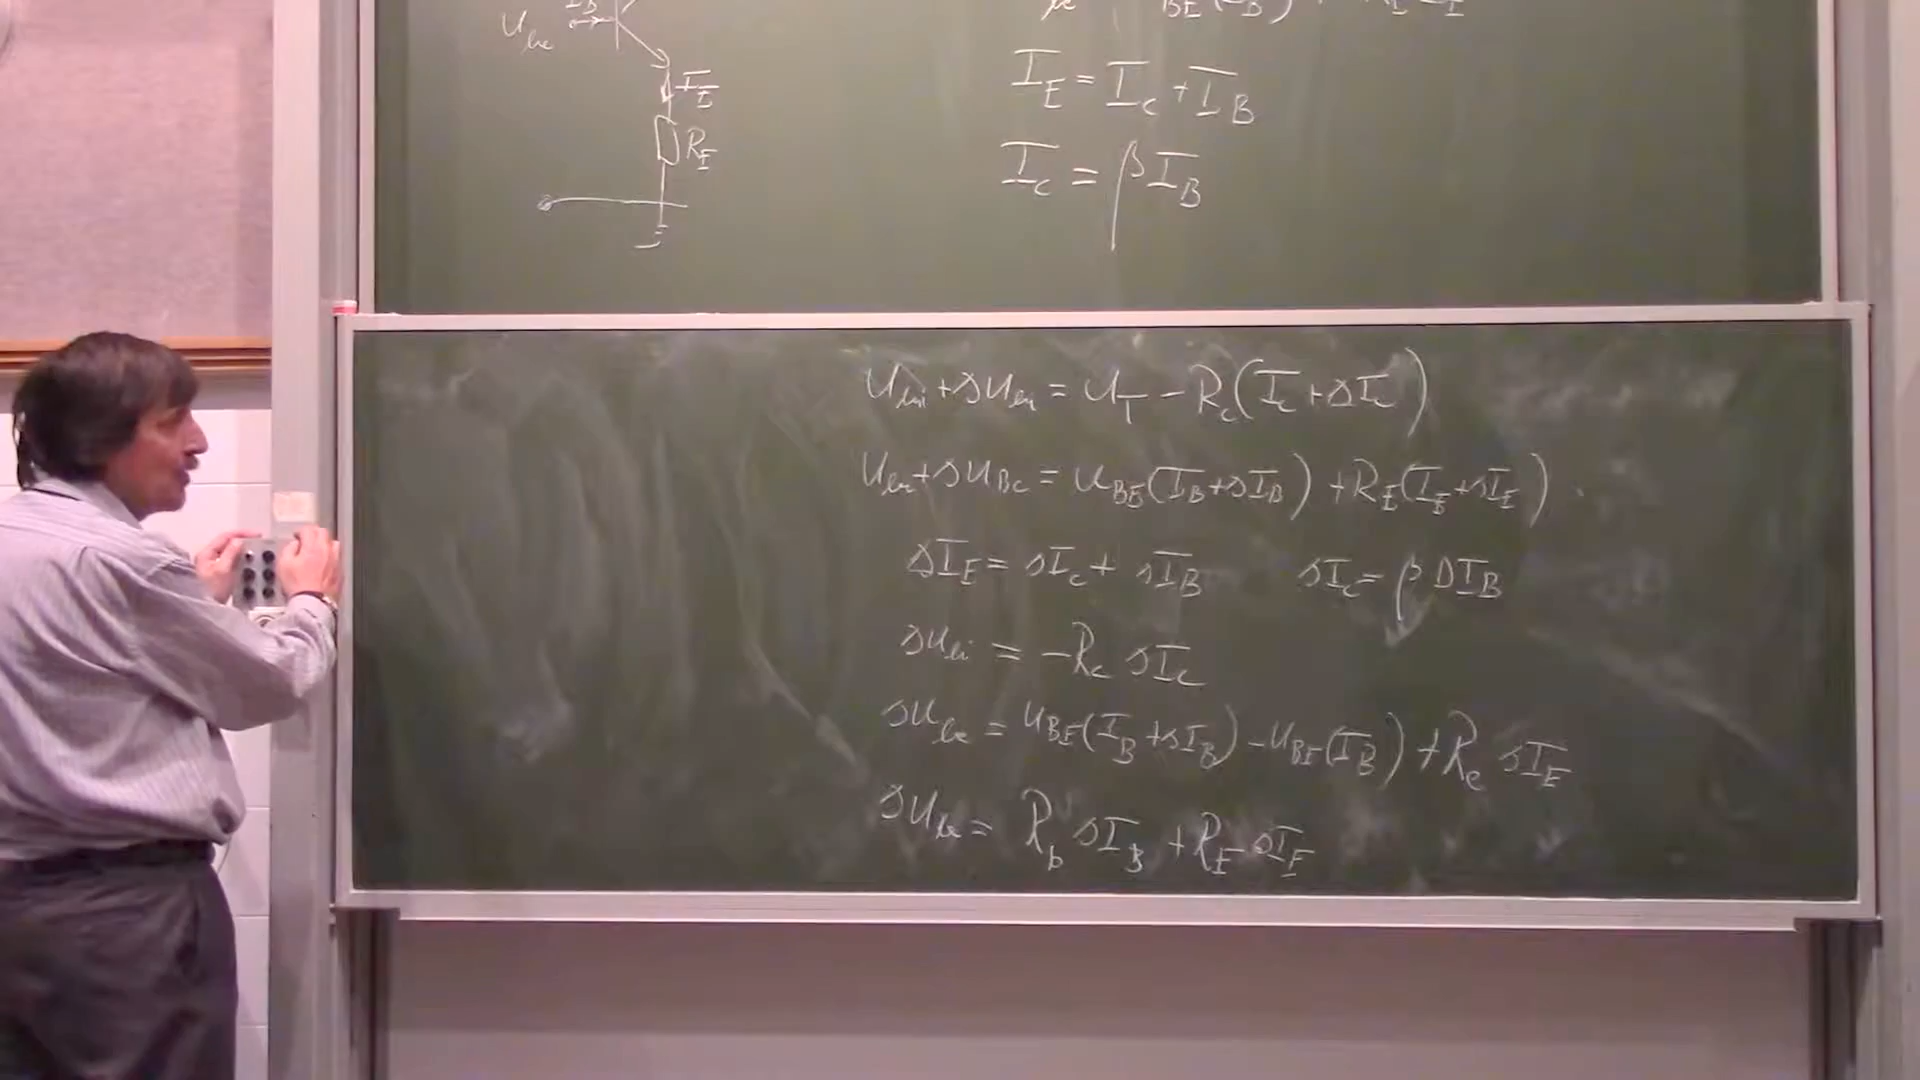 I_B
U_be
I_E
R_E
I_E = I_C + I_B
I_C = β I_B
U_ki + ΔU_ki = U_T − R_C (I_C + ΔI_C)
U_be + ΔU_be = U_BE (I_B + ΔI_B) + R_E (I_E + ΔI_E)
ΔI_E = ΔI_C + ΔI_B ΔI_C = β ΔI_B
ΔU_ki = −R_C ΔI_C
ΔU_be = U_BE (I_B + ΔI_B) − U_BE (I_B) + R_e ΔI_E
ΔU_be = R_b ΔI_B + R_E ΔI_E